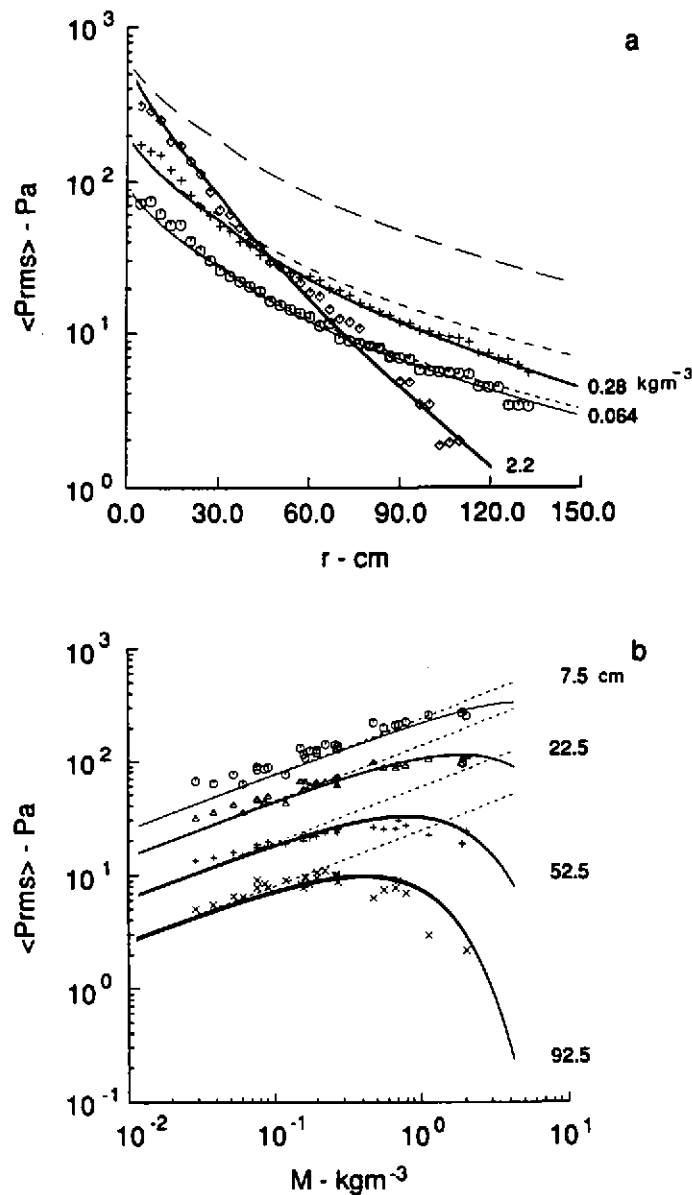 a
10³
10²
10¹
10⁰
<Prms> - Pa
0.28 kgm⁻³
0.064
2.2
0.0 30.0 60.0 90.0 120.0 150.0
r - cm
b
10³
10²
10¹
10⁰
10⁻¹
<Prms> - Pa
7.5 cm
22.5
52.5
92.5
10⁻² 10⁻¹ 10⁰ 10¹
M - kgm⁻³